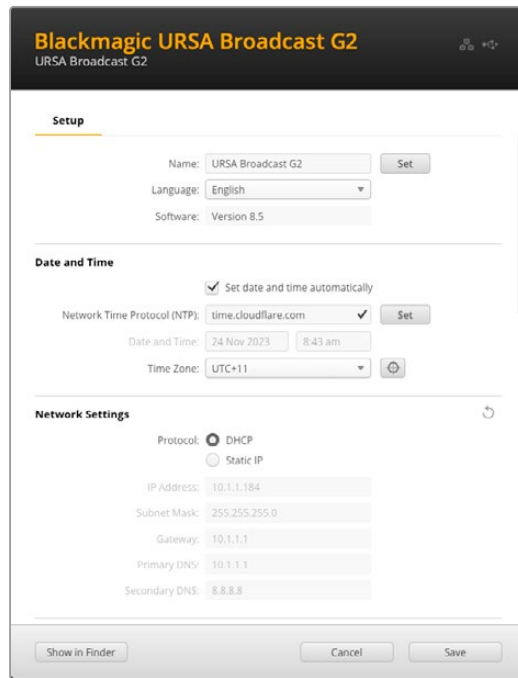 Blackmagic URSA Broadcast G2
URSA Broadcast G2
Setup
Name: URSA Broadcast G2 Set
Language: English
Software: Version 8.5
Date and Time
Set date and time automatically
Network Time Protocol (NTP): time.cloudflare.com Set
Date and Time: 24 Nov 2023 8:43 am
Time Zone: UTC+11
Network Settings
Protocol: DHCP
Static IP
IP Address: 10.1.1.184
Subnet Mask: 255.255.255.0
Gateway: 10.1.1.1
Primary DNS: 10.1.1.1
Secondary DNS: 8.8.8.8
Show in Finder Cancel Save